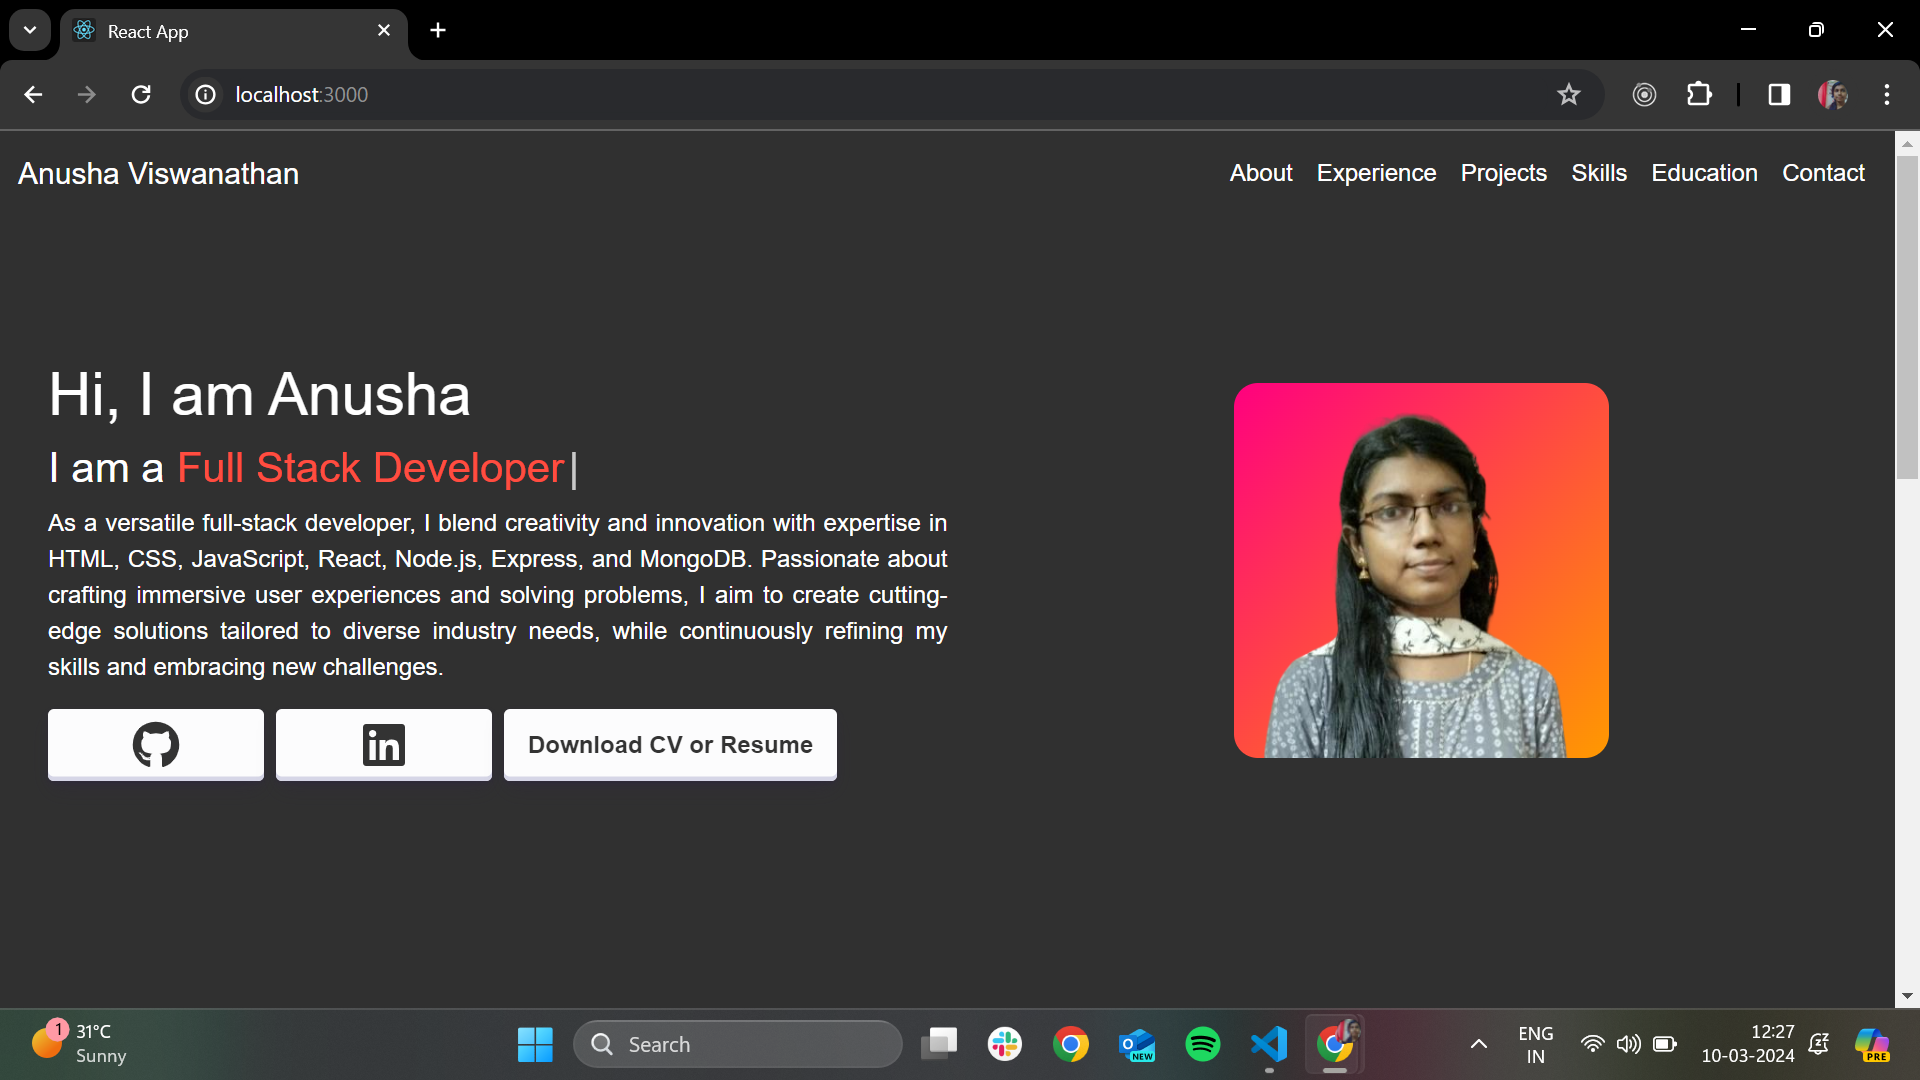 React App
localhost:3000
Anusha Viswanathan
About Experience Projects Skills Education Contact
Hi, I am Anusha
I am a Full Stack Developer|
As a versatile full-stack developer, I blend creativity and innovation with expertise in
HTML, CSS, JavaScript, React, Node.js, Express, and MongoDB. Passionate about
crafting immersive user experiences and solving problems, I aim to create cutting-
edge solutions tailored to diverse industry needs, while continuously refining my
skills and embracing new challenges.
in Download CV or Resume
1
31°C
Sunny
Search
NEW
ENG
IN
12:27
10-03-2024
PRE